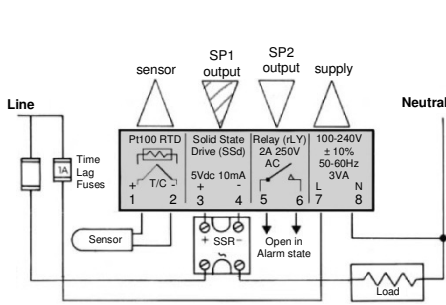 SP1
output
SP2
output
sensor
supply
Line
Neutral
Pt100 RTD
Solid State
Drive (SSd)
Relay (rLY)
2A 250V
AC
100-240V
± 10%
50-60Hz
3VA
1A
Time
Lag
Fuses
+ T/C -
5Vdc 10mA
+ -
L N
1 2 3 4 5 6 7 8
Sensor
+ SSR -
~
Open in
Alarm state
Load